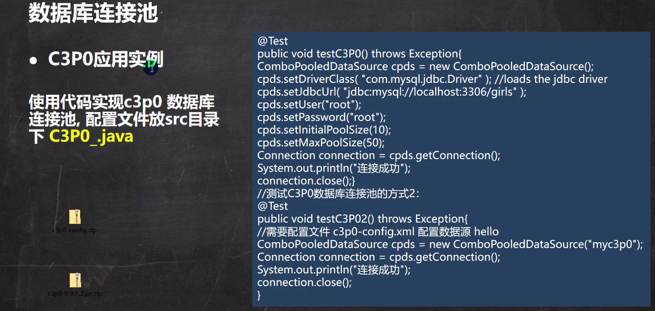 数据库连接池
● C3P0应用实例
使用代码实现c3p0 数据库
连接池, 配置文件放src目录
下 C3P0_.java
c3p0-config.zip
@Test
public void testC3P0() throws Exception{
ComboPooledDataSource cpds = new ComboPooledDataSource();
cpds.setDriverClass( "com.mysql.jdbc.Driver" ); //loads the jdbc driver
cpds.setJdbcUrl( "jdbc:mysql://localhost:3306/girls" );
cpds.setUser("root");
cpds.setPassword("root");
cpds.setInitialPoolSize(10);
cpds.setMaxPoolSize(50);
Connection connection = cpds.getConnection();
System.out.println("连接成功");
connection.close();}
//测试C3P0数据库连接池的方式2：
@Test
public void testC3P02() throws Exception{
//需要配置文件 c3p0-config.xml 配置数据源 hello
ComboPooledDataSource cpds = new ComboPooledDataSource("myc3p0");
Connection connection = cpds.getConnection();
System.out.println("连接成功");
connection.close();
}